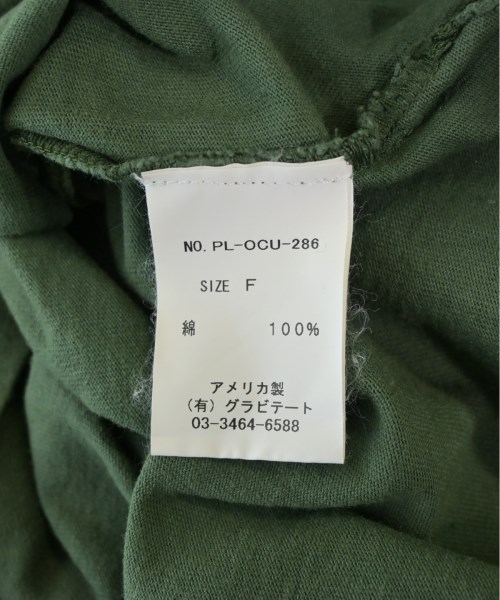 NO. PL-OCU-286
SIZE F
綿 100%
アメリカ製
(有)グラビテート
03-3464-6588